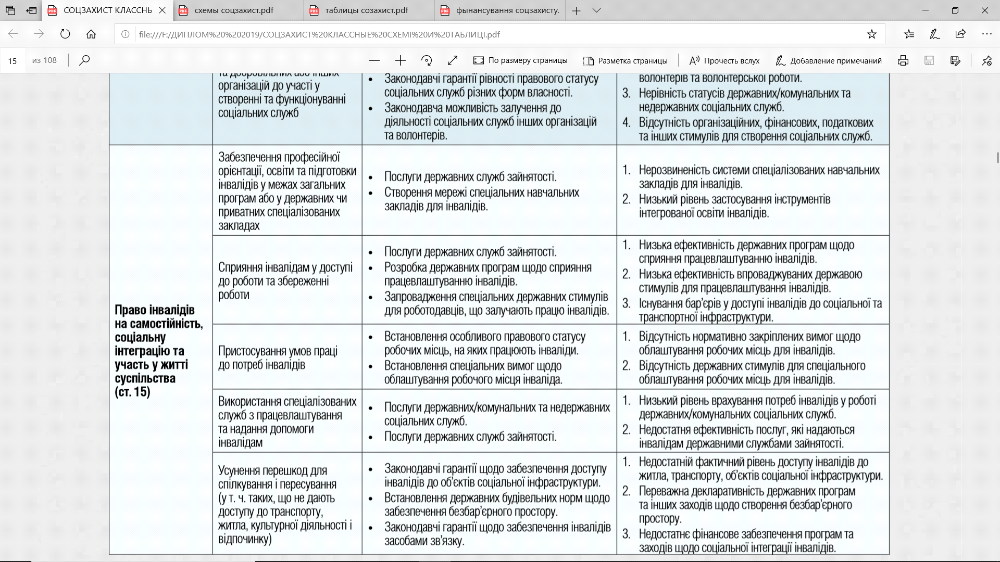 СОЦЗАХИСТ КЛАССНЬ
схемы соцзахист.pdf
таблицы созахист.pdf
фынансування соцзахисту.
file:///F:/ДИПЛОМ%20%202019/СОЦЗАХИСТ%20КЛАССНЫЕ%20СХЕМІ%20И%20ТАБЛИЦІ.pdf
15
из 108
По размеру страницы
Разметка страницы
Прочесть вслух
Добавление примечаний
та добровільних або інших
організацій до участі у
створенні та функціонуванні
соціальних служб
• Законодавчі гарантії рівності правового статусу
соціальних служб різних форм власності.
• Законодавча можливість залучення до
діяльності соціальних служб інших організацій
та волонтерів.
волонтерів та волонтерської роботи.
3. Нерівність статусів державних/комунальних та
недержавних соціальних служб.
4. Відсутність організаційних, фінансових, податкових
та інших стимулів для створення соціальних служб.
Право інвалідів
на самостійність,
соціальну
інтеграцію та
участь у житті
суспільства
(ст. 15)
Забезпечення професійної
орієнтації, освіти та підготовки
інвалідів у межах загальних
програм або у державних чи
приватних спеціалізованих
закладах
• Послуги державних служб зайнятості.
• Створення мережі спеціальних навчальних
закладів для інвалідів.
1. Нерозвиненість системи спеціалізованих навчальних
закладів для інвалідів.
2. Низький рівень застосування інструментів
інтегрованої освіти інвалідів.
Сприяння інвалідам у доступі
до роботи та збереженні
роботи
• Послуги державних служб зайнятості.
• Розробка державних програм щодо сприяння
працевлаштуванню інвалідів.
• Запровадження спеціальних державних стимулів
для роботодавців, що залучають працю інвалідів.
1. Низька ефективність державних програм щодо
сприяння працевлаштуванню інвалідів.
2. Низька ефективність впроваджуваних державою
стимулів для працевлаштування інвалідів.
3. Існування бар’єрів у доступі інвалідів до соціальної та
транспортної інфраструктури.
Пристосування умов праці
до потреб інвалідів
• Встановлення особливого правового статусу
робочих місць, на яких працюють інваліди.
• Встановлення спеціальних вимог щодо
облаштування робочого місця інваліда.
1. Відсутність нормативно закріплених вимог щодо
облаштування робочих місць для інвалідів.
2. Відсутність державних стимулів для спеціального
облаштування робочих місць для інвалідів.
Використання спеціалізованих
служб з працевлаштування
та надання допомоги
інвалідам
• Послуги державних/комунальних та недержавних
соціальних служб.
• Послуги державних служб зайнятості.
1. Низький рівень врахування потреб інвалідів у роботі
державних/комунальних соціальних служб.
2. Недостатня ефективність послуг, які надаються
інвалідам державними службами зайнятості.
Усунення перешкод для
спілкування і пересування
(у т. ч. таких, що не дають
доступу до транспорту,
житла, культурної діяльності і
відпочинку)
• Законодавчі гарантії щодо забезпечення доступу
інвалідів до об’єктів соціальної інфраструктури.
• Встановлення державних будівельних норм щодо
забезпечення безбар’єрного простору.
• Законодавчі гарантії щодо забезпечення інвалідів
засобами зв’язку.
1. Недостатній фактичний рівень доступу інвалідів до
житла, транспорту, об’єктів соціальної інфраструктури.
2. Переважна декларативність державних програм
та інших заходів щодо створення безбар’єрного
простору.
3. Недостатнє фінансове забезпечення програм та
заходів щодо соціальної інтеграції інвалідів.